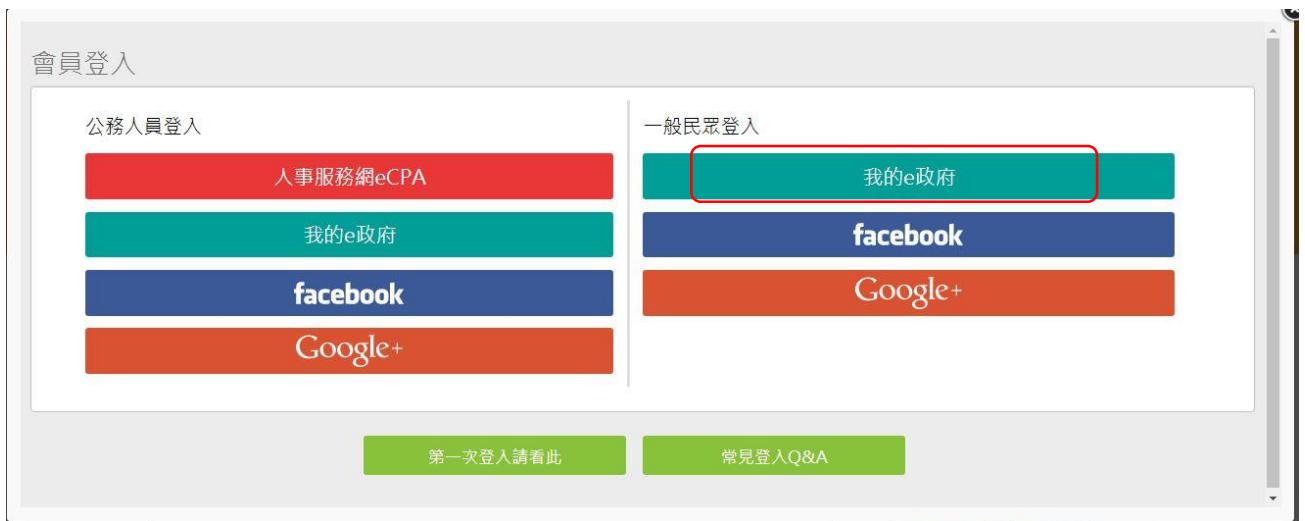 會員登入
公務人員登入
人事服務網eCPA
我的e政府
facebook
Google+
一般民眾登入
我的e政府
facebook
Google+
第一次登入請看此
常見登入Q&A